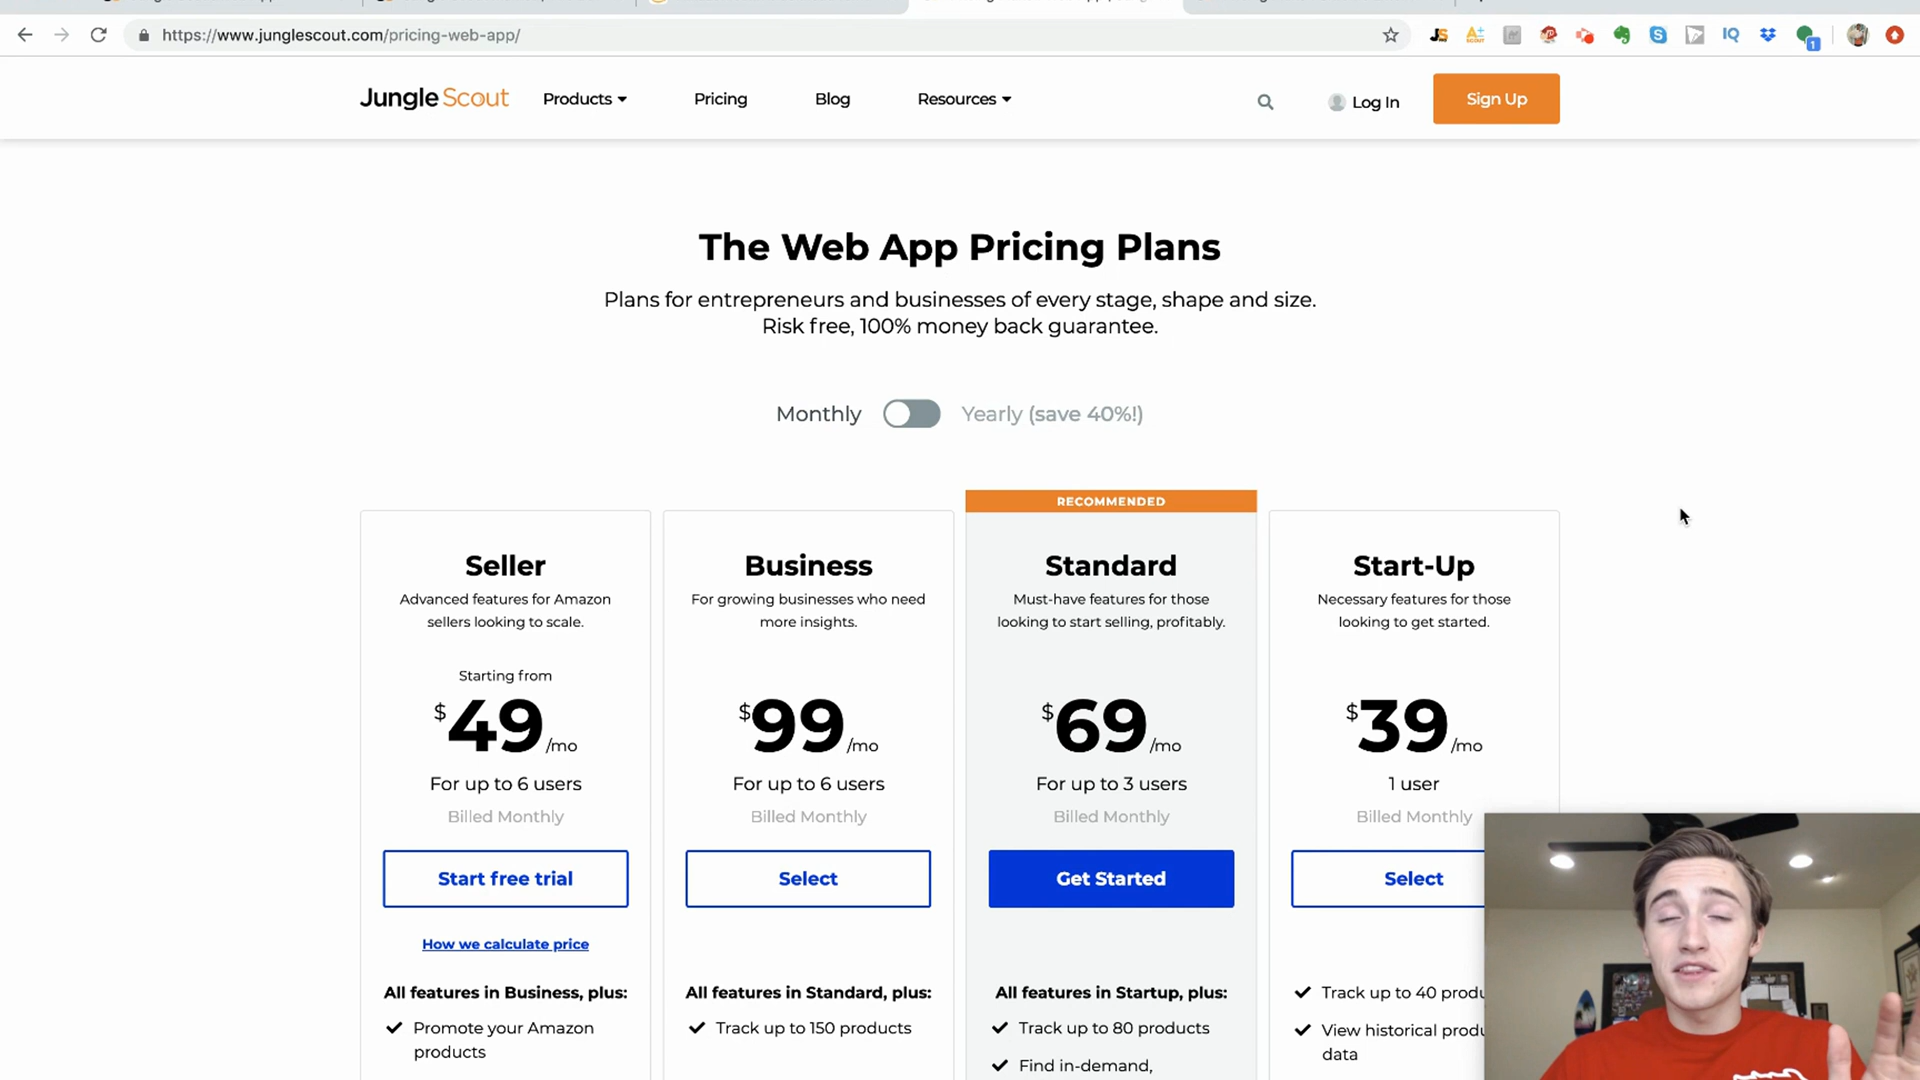 https://www.junglescout.com/pricing-web-app/
JS
A+
SCOUT
IQ
1
Jungle Scout
Products
Pricing
Blog
Resources
Log In
Sign Up
The Web App Pricing Plans
Plans for entrepreneurs and businesses of every stage, shape and size.
Risk free, 100% money back guarantee.
Monthly
Yearly (save 40%!)
Seller
Advanced features for Amazon
sellers looking to scale.
Starting from
$49/mo
For up to 6 users
Billed Monthly
Start free trial
How we calculate price
All features in Business, plus:
Promote your Amazon
products
Business
For growing businesses who need
more insights.
$99/mo
For up to 6 users
Billed Monthly
Select
All features in Standard, plus:
Track up to 150 products
RECOMMENDED
Standard
Must-have features for those
looking to start selling, profitably.
$69/mo
For up to 3 users
Billed Monthly
Get Started
All features in Startup, plus:
Track up to 80 products
Find in-demand,
Start-Up
Necessary features for those
looking to get started.
$39/mo
1 user
Billed Monthly
Select
Track up to 40 produ
View historical produ
data